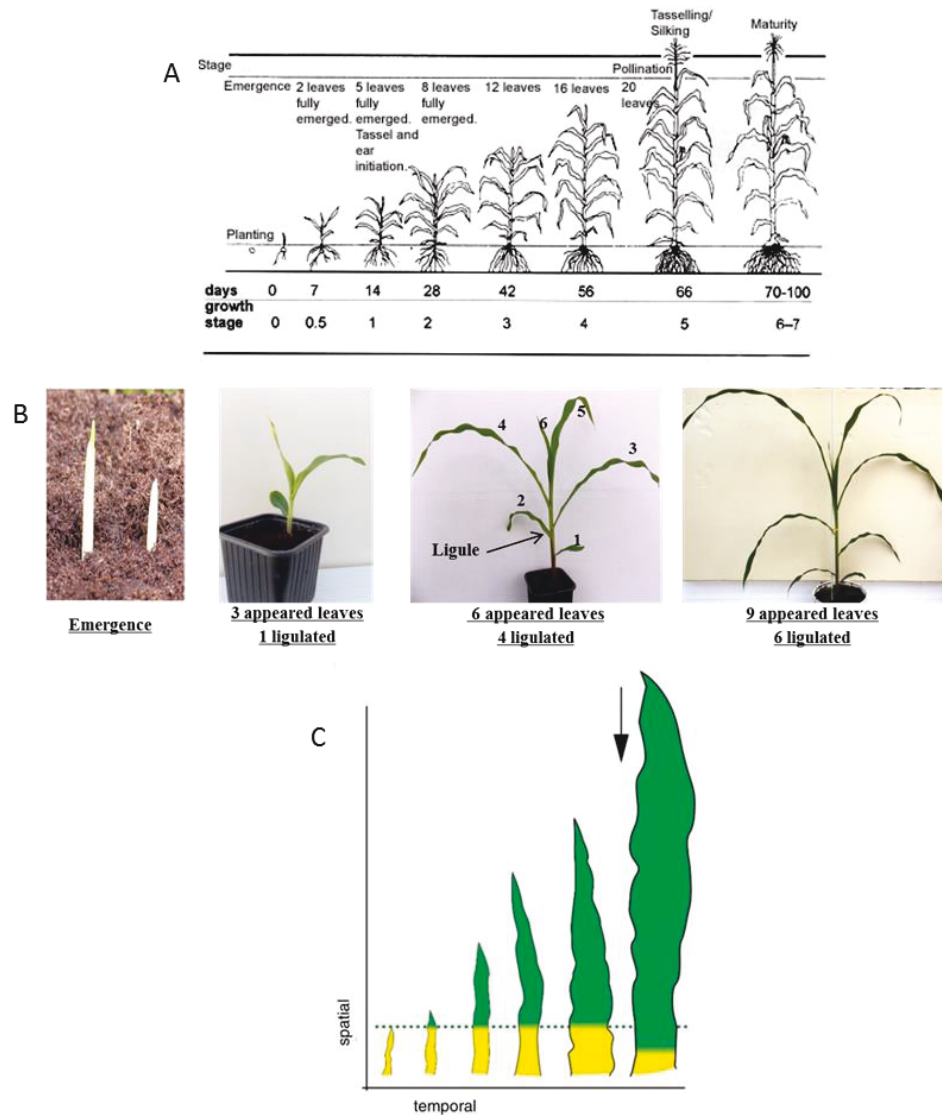 A
Stage
Tasselling/
Silking
Maturity
Pollination
Emergence
2 leaves
fully
emerged.
5 leaves
fully
emerged.
Tassel and
ear
initiation.
8 leaves
fully
emerged.
12 leaves
16 leaves
20
leaves
Planting
days 0 7 14 28 42 56 66 70-100
growth
stage 0 0.5 1 2 3 4 5 6–7
B
4
6
5
3
2
1
Ligule
Emergence
3 appeared leaves
1 ligulated
6 appeared leaves
4 ligulated
9 appeared leaves
6 ligulated
C
spatial
temporal